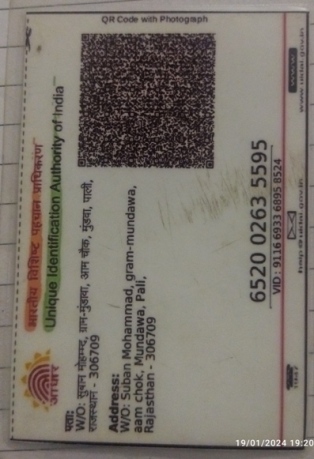 QR Code with Photograph
भारतीय विशिष्ट पहचान प्राधिकरण
Unique Identification Authority of India
आधार
पता:
W/O: सुबान मोहम्मद, ग्राम-मुंडावा, आम चौक, मुंडवा, पाली,
राजस्थान - 306709
Address:
W/O: Suban Mohammad, gram-mundawa,
aam chok, Mundawa, Pali,
Rajasthan - 306709
6520 0263 5595
VID : 9116 6933 6895 8524
1947
help@uidai.gov.in
www.uidai.gov.in
19/01/2024 19:20